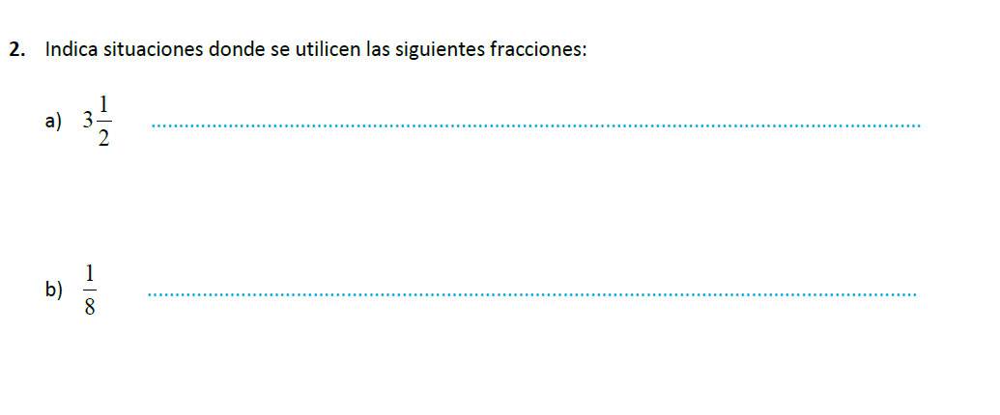 2. Indica situaciones donde se utilicen las siguientes fracciones:
a) 3 1/2 ........................................................................................................................................
b) 1/8 ........................................................................................................................................